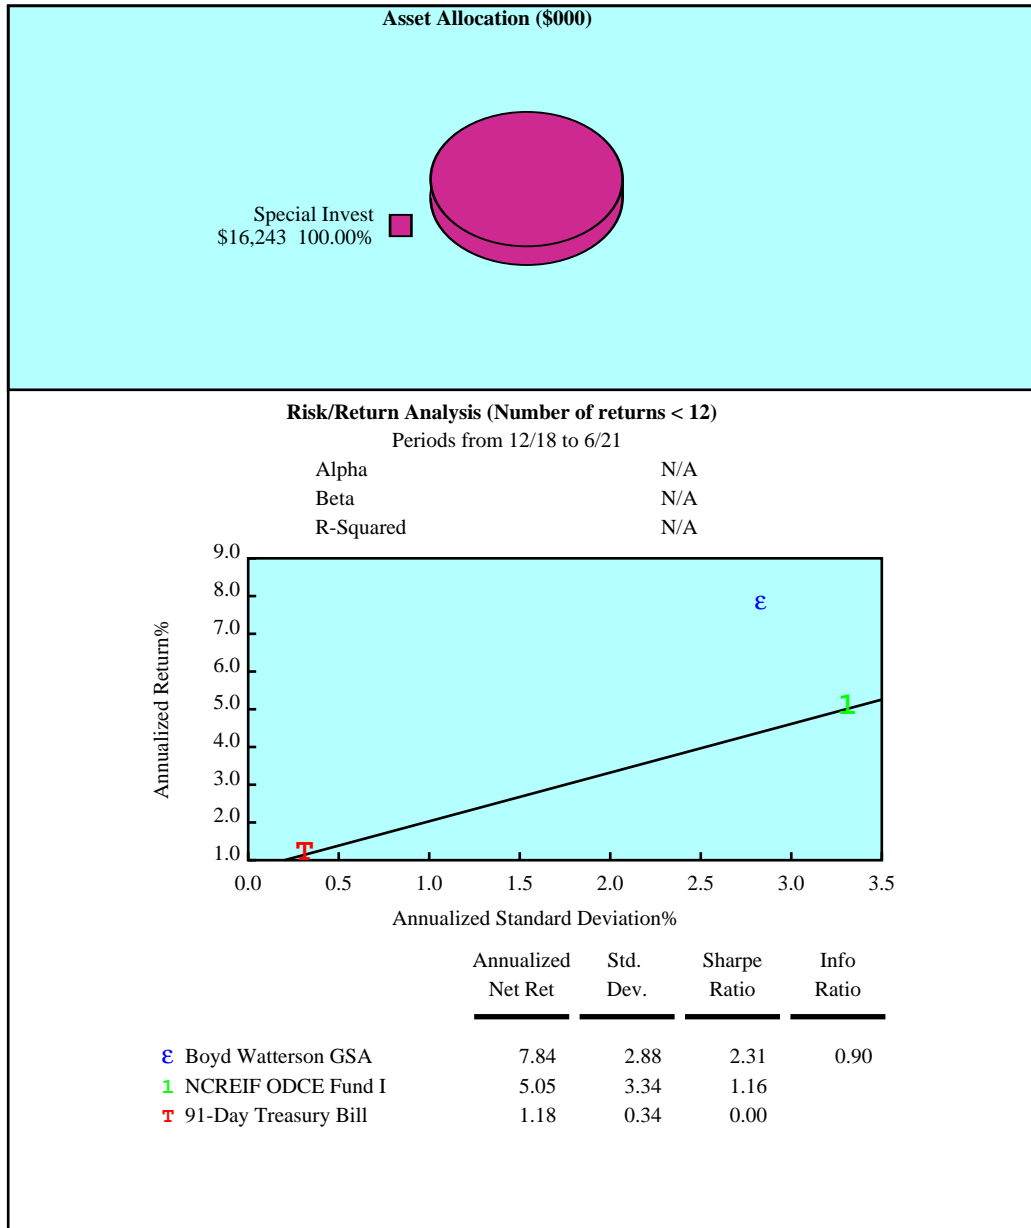 Asset Allocation ($000)
Special Invest
$16,243 100.00%
Risk/Return Analysis (Number of returns < 12)
Periods from 12/18 to 6/21
Alpha N/A
Beta N/A
R-Squared N/A
9.0
8.0
7.0
6.0
5.0
4.0
3.0
2.0
1.0
Annualized Return%
ε
1
T
0.0 0.5 1.0 1.5 2.0 2.5 3.0 3.5
Annualized Standard Deviation%
Annualized Std. Sharpe Info
Net Ret Dev. Ratio Ratio
ε Boyd Watterson GSA 7.84 2.88 2.31 0.90
1 NCREIF ODCE Fund I 5.05 3.34 1.16
T 91-Day Treasury Bill 1.18 0.34 0.00